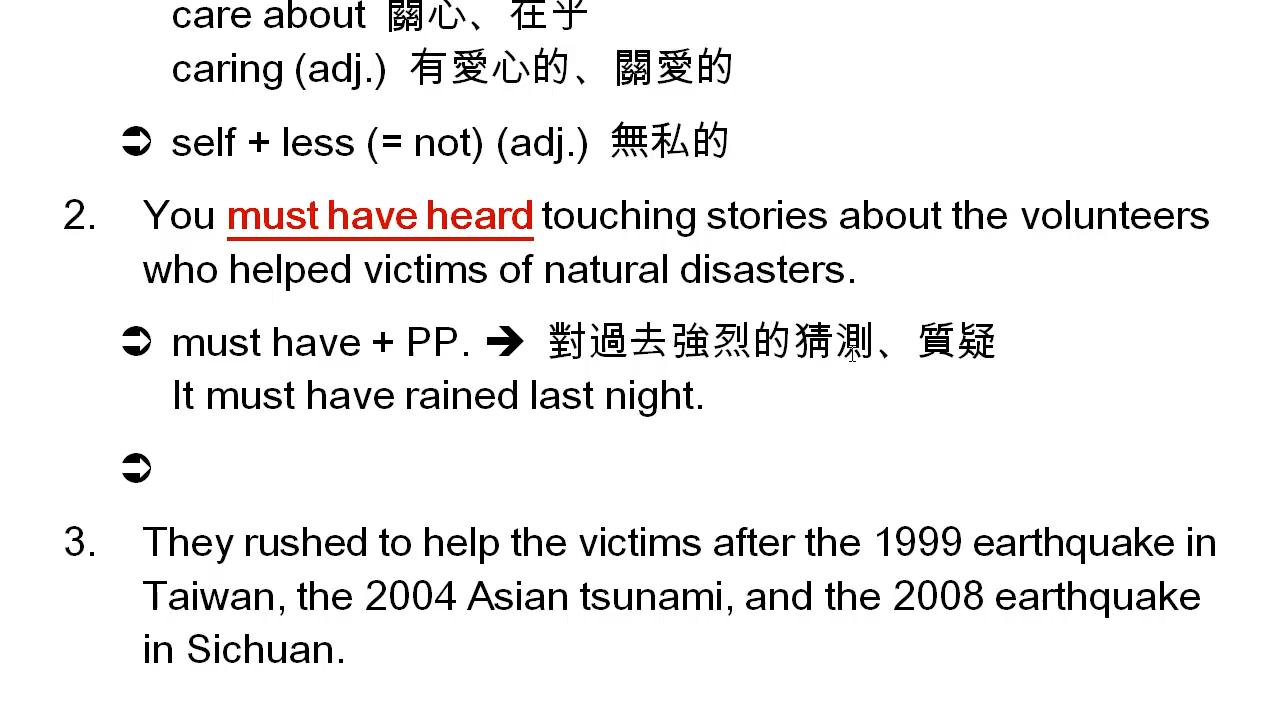 care about 關心、在乎
caring (adj.) 有愛心的、關愛的
➲ self + less (= not) (adj.) 無私的
2. You must have heard touching stories about the volunteers
who helped victims of natural disasters.
➲ must have + PP. ➔ 對過去強烈的猜測、質疑
It must have rained last night.
➲
3. They rushed to help the victims after the 1999 earthquake in
Taiwan, the 2004 Asian tsunami, and the 2008 earthquake
in Sichuan.